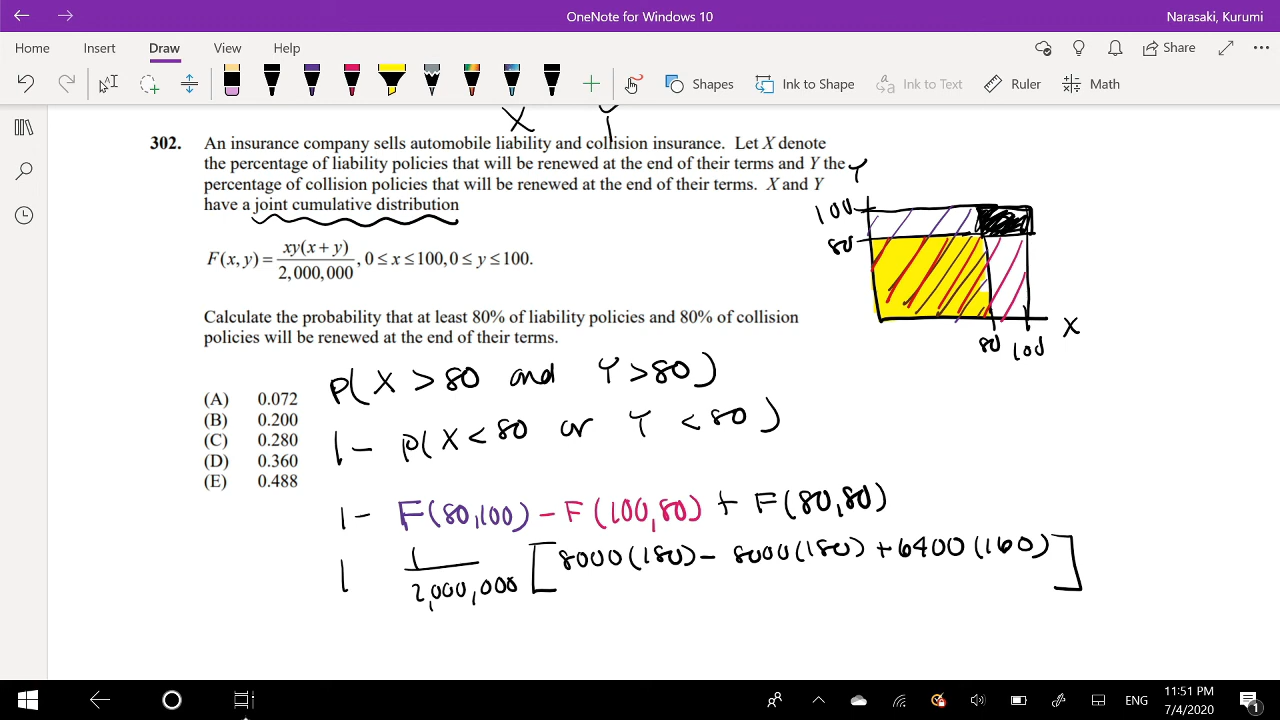 OneNote for Windows 10
Narasaki, Kurumi
Home Insert Draw View Help
Share
Shapes Ink to Shape Ink to Text Ruler Math
X Y
302. An insurance company sells automobile liability and collision insurance. Let X denote
the percentage of liability policies that will be renewed at the end of their terms and Y the
percentage of collision policies that will be renewed at the end of their terms. X and Y
have a joint cumulative distribution
F(x, y) = xy(x + y) / 2,000,000 , 0 ≤ x ≤ 100, 0 ≤ y ≤ 100.
Calculate the probability that at least 80% of liability policies and 80% of collision
policies will be renewed at the end of their terms.
(A) 0.072
(B) 0.200
(C) 0.280
(D) 0.360
(E) 0.488
Y
100
80
80 100 X
P(X > 80 and Y > 80)
1 - P(X < 80 or Y < 80)
1 - F(80,100) - F(100,80) + F(80,80)
1 1/2,000,000 [8000(180) - 8000(180) + 6400(160)]
ENG
11:51 PM
7/4/2020
1